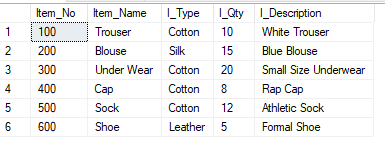 Item_No Item_Name I_Type I_Qty I_Description
1 100 Trouser Cotton 10 White Trouser
2 200 Blouse Silk 15 Blue Blouse
3 300 Under Wear Cotton 20 Small Size Underwear
4 400 Cap Cotton 8 Rap Cap
5 500 Sock Cotton 12 Athletic Sock
6 600 Shoe Leather 5 Formal Shoe